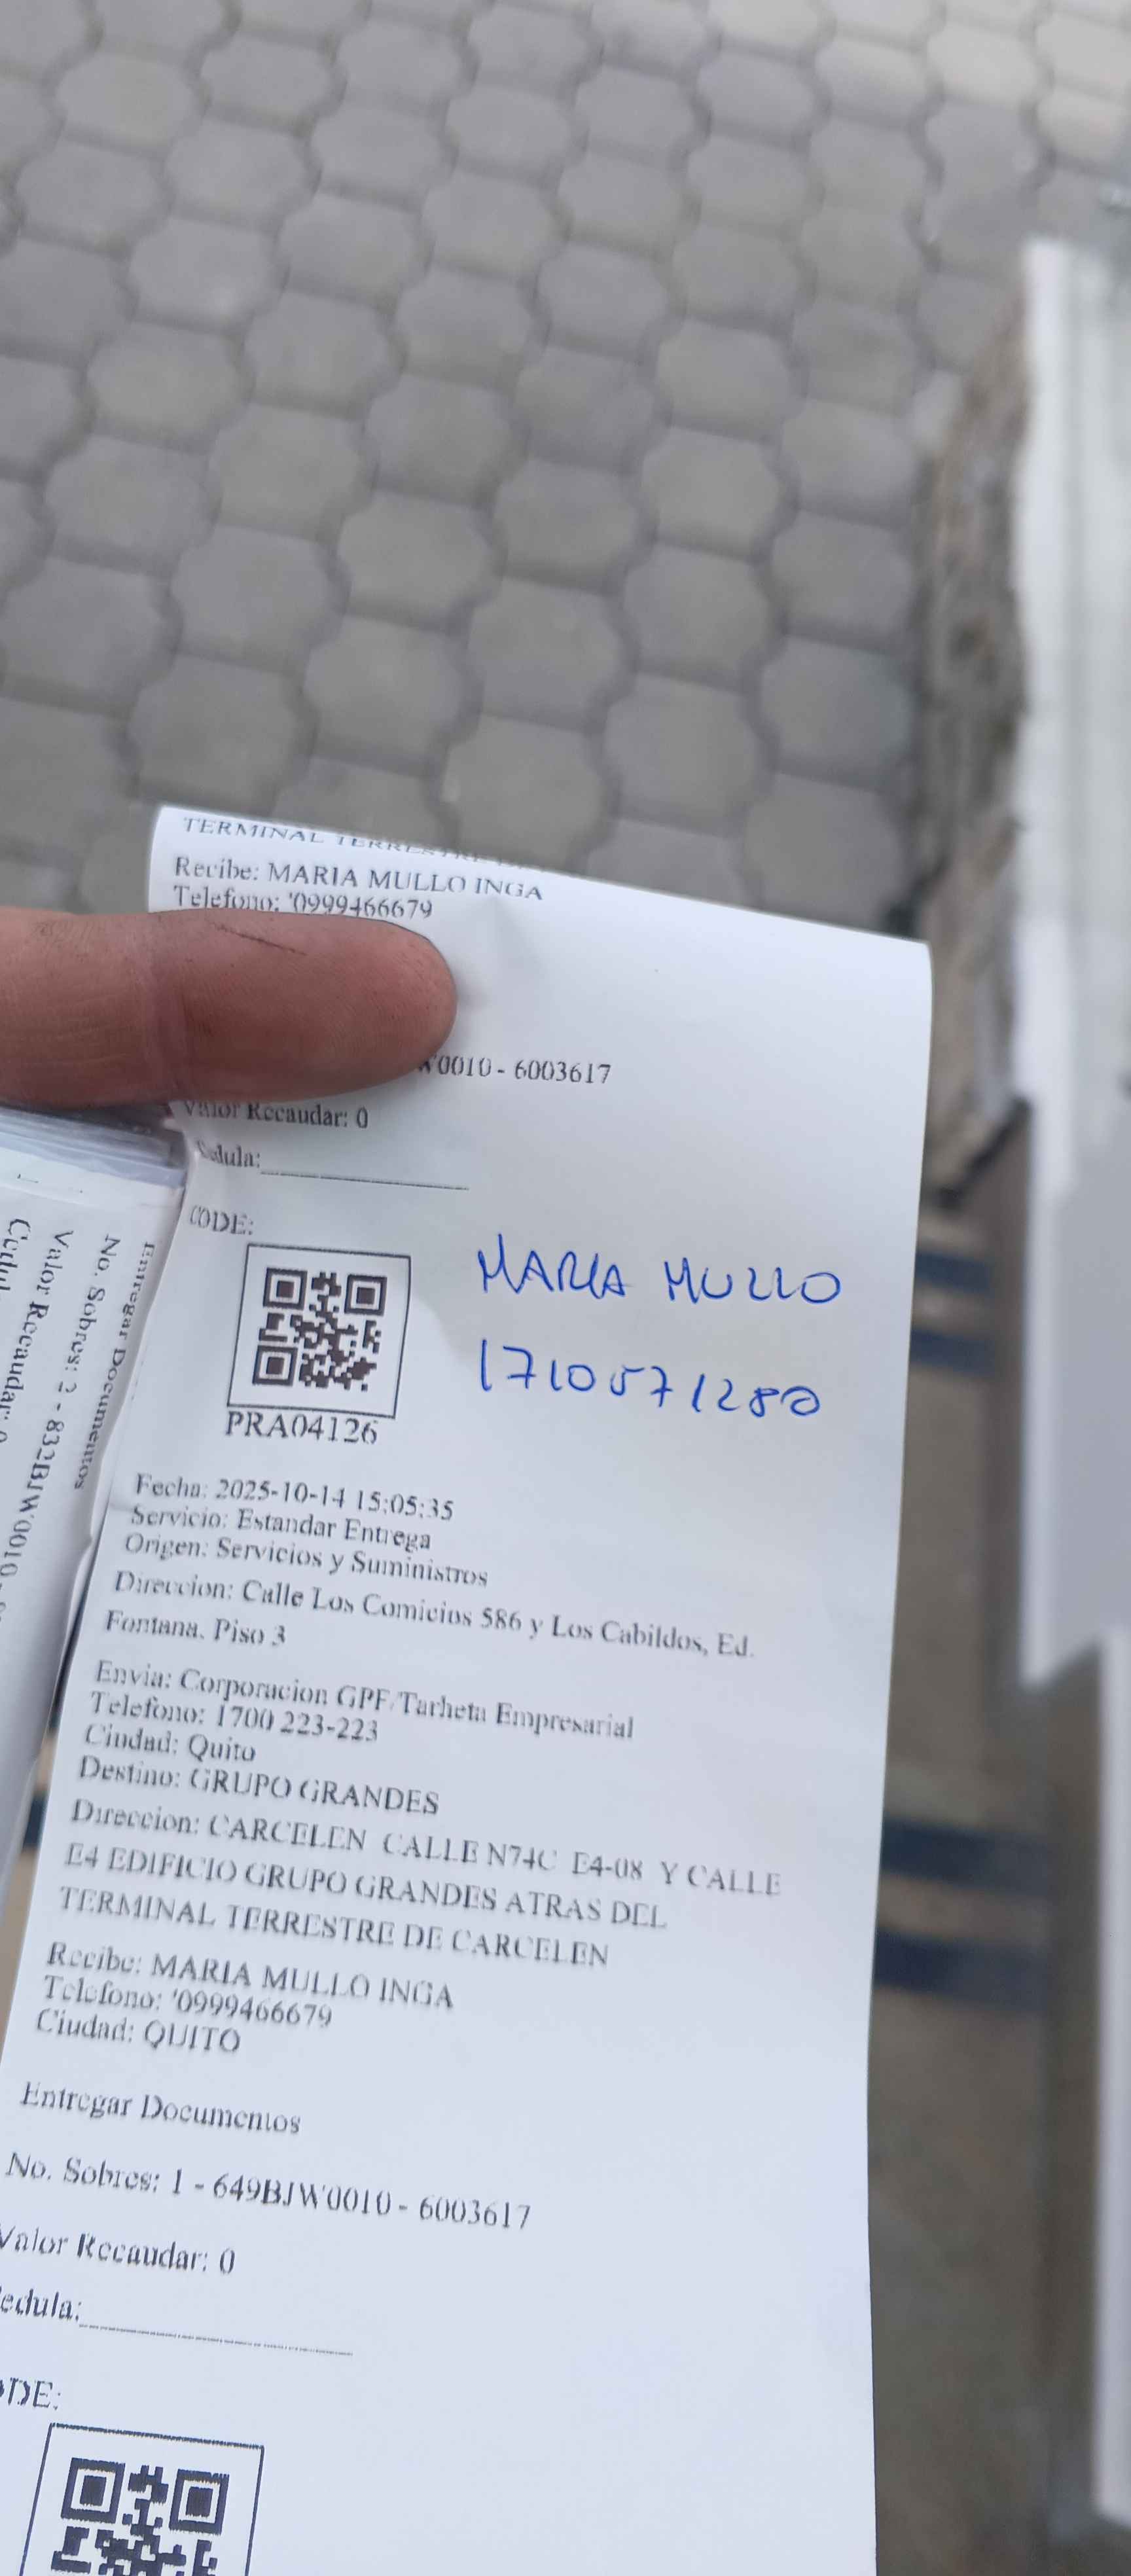 TERMINAL TERRESTRE
Recibe: MARIA MULLO INGA
Telefono: '0999466679
W0010 - 6003617
Valor Recaudar: 0
edula:
CODE:
MARIA MULLO
1710571280
PRA04126
Fecha: 2025-10-14 15:05:35
Servicio: Estandar Entrega
Origen: Servicios y Suministros
Direccion: Calle Los Comicios 586 y Los Cabildos, Ed.
Fontana. Piso 3
Envia: Corporacion GPF/Tarheta Empresarial
Telefono: 1700 223-223
Ciudad: Quito
Destino: GRUPO GRANDES
Direccion: CARCELEN CALLE N74C E4-08 Y CALLE
E4 EDIFICIO GRUPO GRANDES ATRAS DEL
TERMINAL TERRESTRE DE CARCELEN
Recibe: MARIA MULLO INGA
Telefono: '0999466679
Ciudad: QUITO
Entregar Documentos
No. Sobres: 1 - 649BJW0010 - 6003617
Valor Recaudar: 0
edula:
ODE:
Entregar Documentos
No. Sobres: 2 - 832BJW0010
Valor Recaudar: 0